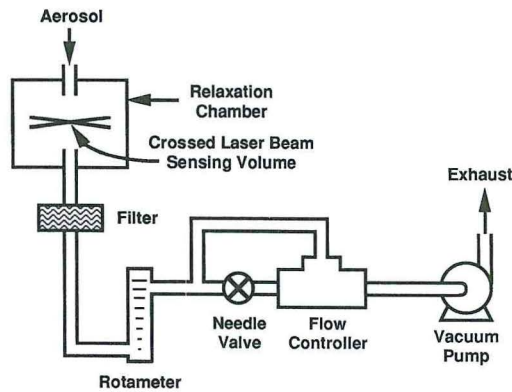 Aerosol
Relaxation
Chamber
Crossed Laser Beam
Sensing Volume
Exhaust
Filter
Needle
Valve
Flow
Controller
Vacuum
Pump
Rotameter